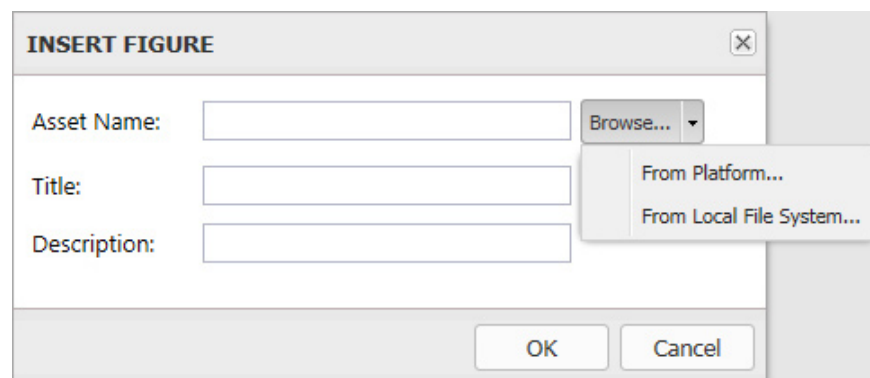 INSERT FIGURE
Asset Name:
Browse...
From Platform...
Title:
From Local File System...
Description:
OK
Cancel